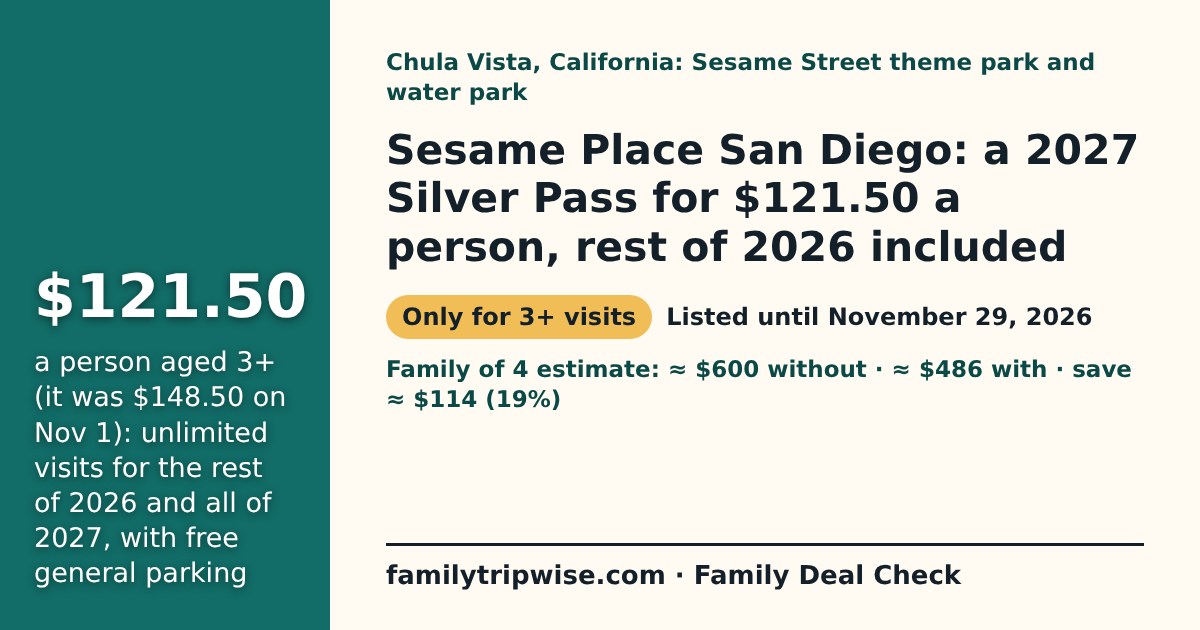 $121.50
a person aged 3+
(it was $148.50 on
Nov 1): unlimited
visits for the rest
of 2026 and all of
2027, with free
general parking
Chula Vista, California: Sesame Street theme park and
water park
Sesame Place San Diego: a 2027
Silver Pass for $121.50 a
person, rest of 2026 included
Only for 3+ visits
Listed until November 29, 2026
Family of 4 estimate: ≈ $600 without · ≈ $486 with · save
≈ $114 (19%)
familytripwise.com · Family Deal Check